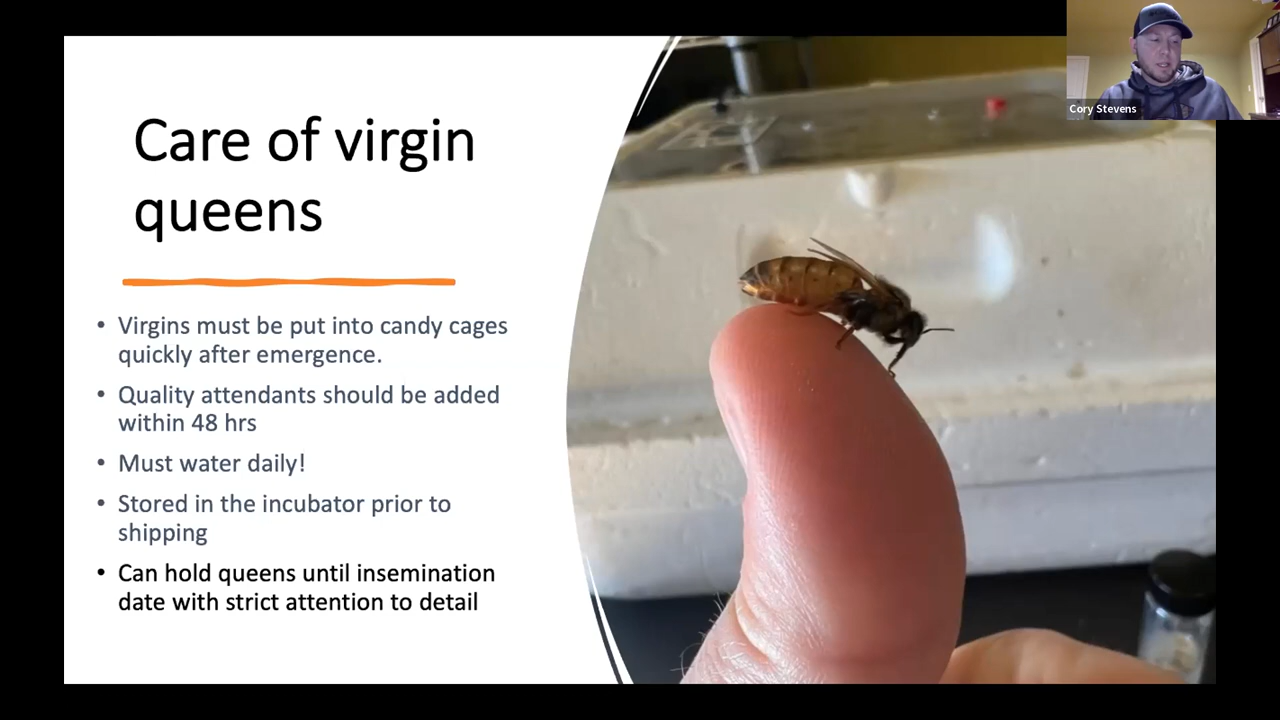 Cory Stevens
Care of virgin
queens
• Virgins must be put into candy cages
quickly after emergence.
• Quality attendants should be added
within 48 hrs
• Must water daily!
• Stored in the incubator prior to
shipping
• Can hold queens until insemination
date with strict attention to detail